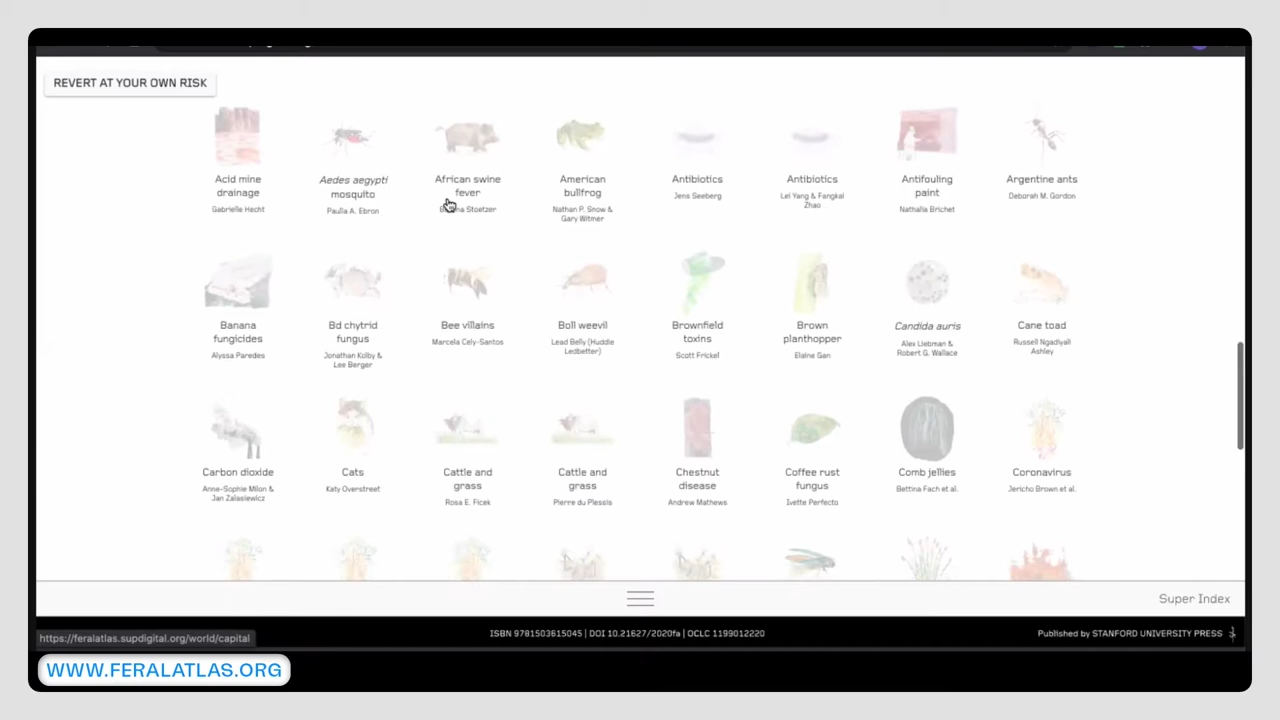 REVERT AT YOUR OWN RISK
Acid mine
drainage
Gabrielle Hecht
Aedes aegypti
mosquito
Paulla A. Ebron
African swine
fever
Stoetzer
American
bullfrog
Nathan P. Snow &
Gary Witmer
Antibiotics
Jens Seeberg
Antibiotics
Lei Yang & Fangkai
Zhao
Antifouling
paint
Nathalia Brichet
Argentine ants
Deborah M. Gordon
Banana
fungicides
Alyssa Paredes
Bd chytrid
fungus
Jonathan Kolby &
Lee Berger
Bee villains
Marcela Cely-Santos
Boll weevil
Lead Belly (Huddie
Ledbetter)
Brownfield
toxins
Scott Frickel
Brown
planthopper
Elaine Gan
Candida auris
Alex Liebman &
Robert G. Wallace
Cane toad
Russell Ngadiyali
Ashley
Carbon dioxide
Anne-Sophie Milon &
Jan Zalasiewicz
Cats
Katy Overstreet
Cattle and
grass
Rosa E. Ficek
Cattle and
grass
Pierre du Plessis
Chestnut
disease
Andrew Mathews
Coffee rust
fungus
Ivette Perfecto
Comb jellies
Bettina Fach et al.
Coronavirus
Jericho Brown et al.
Super Index
https://feralatlas.supdigital.org/world/capital
ISBN 9781503615045 | DOI 10.21627/2020fa | OCLC 1199012220
Published by STANFORD UNIVERSITY PRESS
WWW.FERALATLAS.ORG